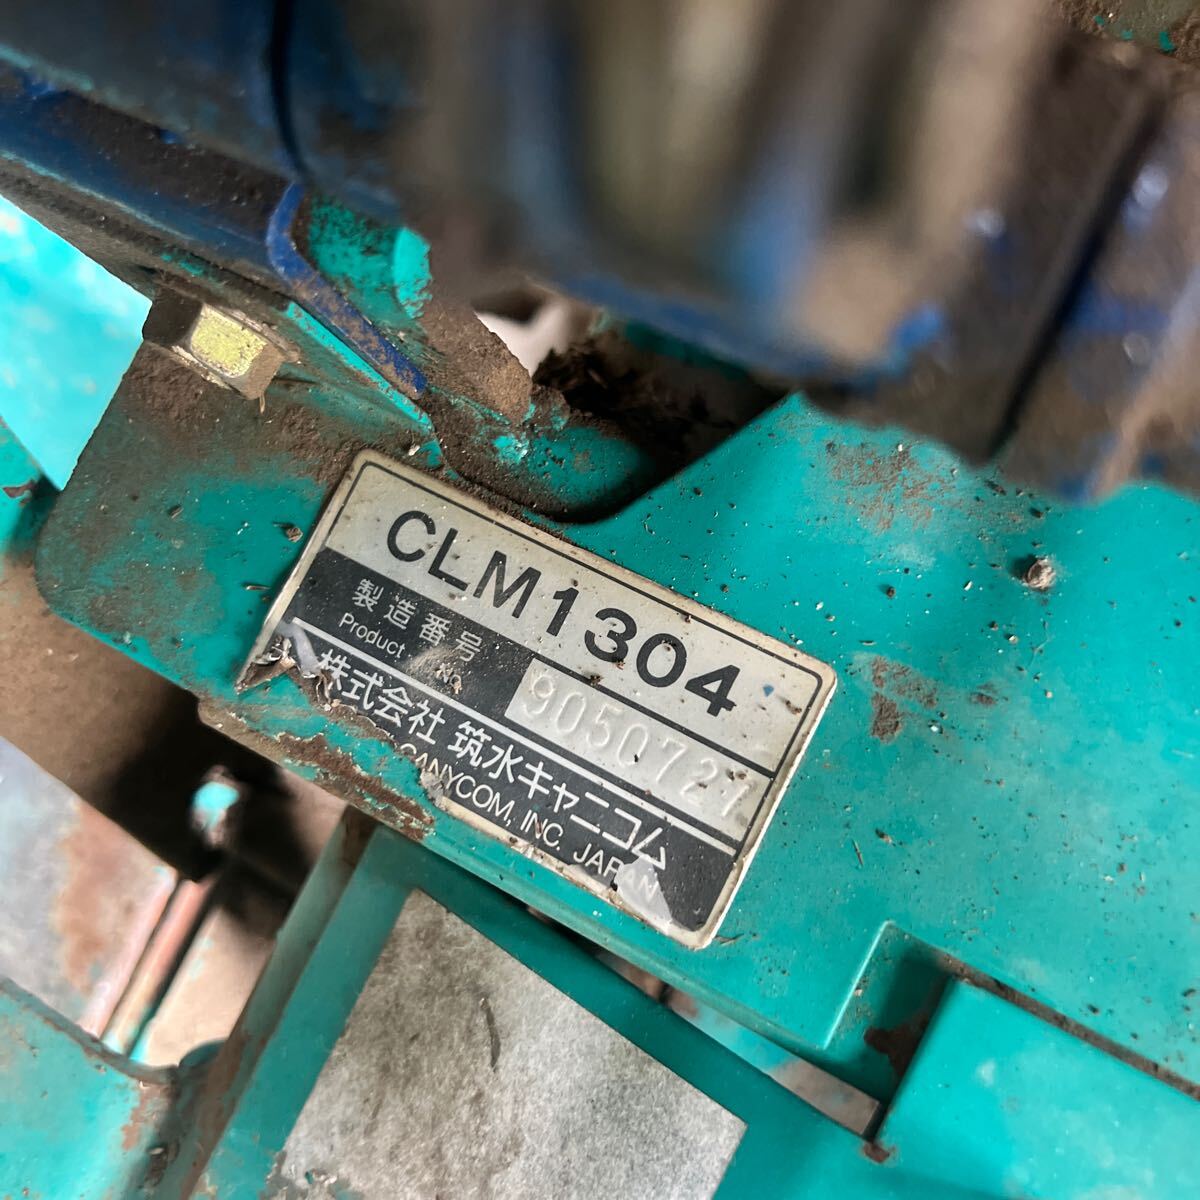 CLM1304
製造番号
Product No. 9050727
株式会社 筑水キャニコム
CANYCOM, INC. JAPAN